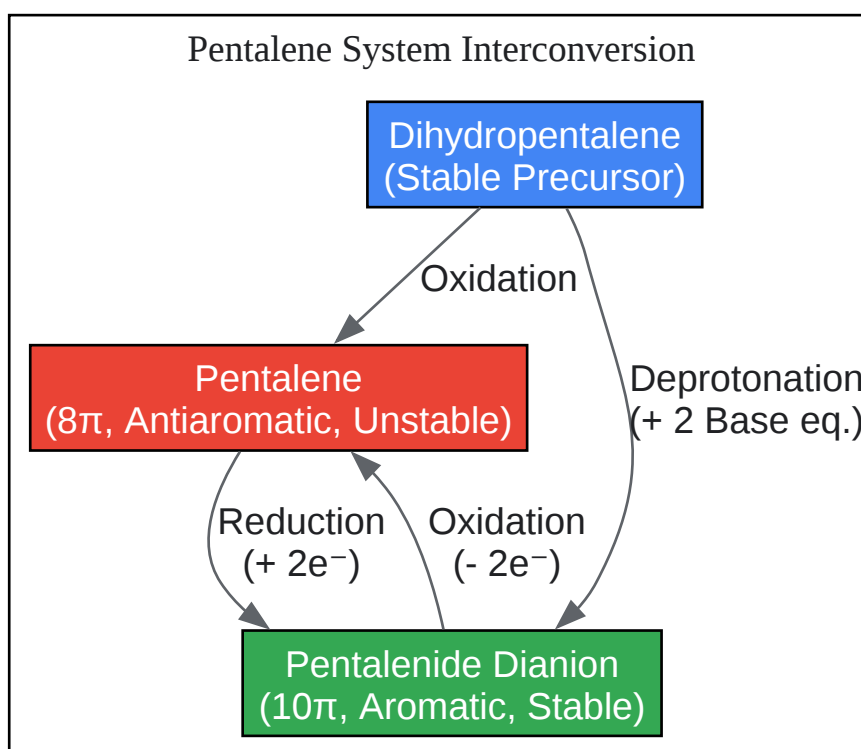 Pentalene System Interconversion
Dihydropentalene
(Stable Precursor)
Oxidation
Pentalene
(8π, Antiaromatic, Unstable)
Deprotonation
(+ 2 Base eq.)
Reduction
(+ 2e⁻)
Oxidation
(- 2e⁻)
Pentalenide Dianion
(10π, Aromatic, Stable)